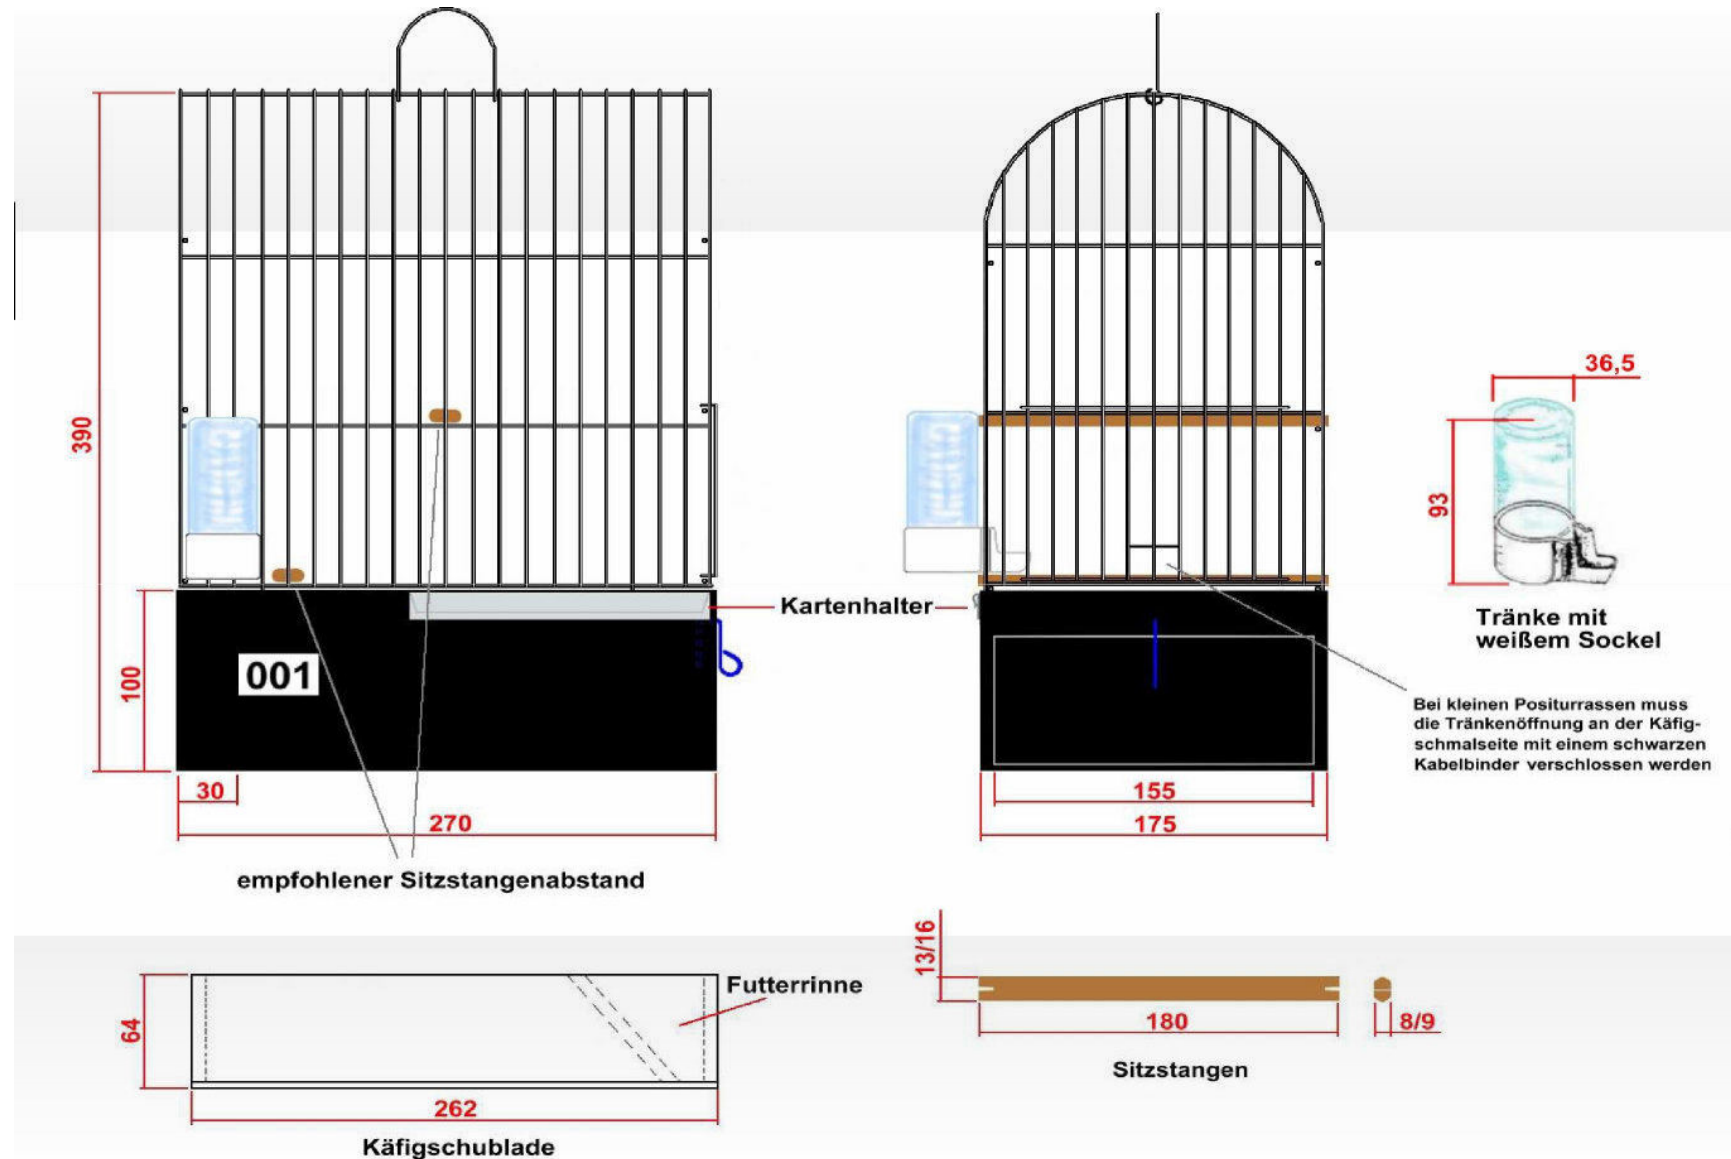 36,5
390
93
Kartenhalter
Tränke mit
weißem Sockel
100
001
Bei kleinen Positurrassen muss
die Tränkenöffnung an der Käfig-
schmalseite mit einem schwarzen
Kabelbinder verschlossen werden
30
270
155
175
empfohlener Sitzstangenabstand
13/16
Futterrinne
64
180
8/9
Sitzstangen
262
Käfigschublade